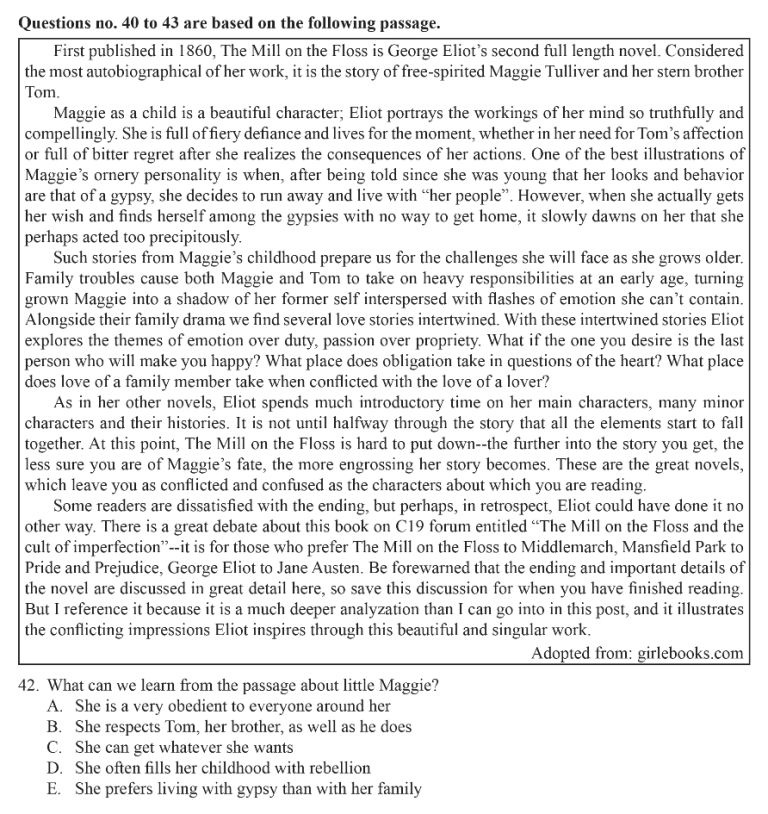 Questions no. 40 to 43 are based on the following passage.
First published in 1860, The Mill on the Floss is George Eliot's second full length novel. Considered
the most autobiographical of her work, it is the story of free-spirited Maggie Tulliver and her stern brother
Tom.
Maggie as a child is a beautiful character; Eliot portrays the workings of her mind so truthfully and
compellingly. She is full of fiery defiance and lives for the moment, whether in her need for Tom's affection
or full of bitter regret after she realizes the consequences of her actions. One of the best illustrations of
Maggie's ornery personality is when, after being told since she was young that her looks and behavior
are that of a gypsy, she decides to run away and live with “her people”. However, when she actually gets
her wish and finds herself among the gypsies with no way to get home, it slowly dawns on her that she
perhaps acted too precipitously.
Such stories from Maggie's childhood prepare us for the challenges she will face as she grows older.
Family troubles cause both Maggie and Tom to take on heavy responsibilities at an early age, turning
grown Maggie into a shadow of her former self interspersed with flashes of emotion she can't contain.
Alongside their family drama we find several love stories intertwined. With these intertwined stories Eliot
explores the themes of emotion over duty, passion over propriety. What if the one you desire is the last
person who will make you happy? What place does obligation take in questions of the heart? What place
does love of a family member take when conflicted with the love of a lover?
As in her other novels, Eliot spends much introductory time on her main characters, many minor
characters and their histories. It is not until halfway through the story that all the elements start to fall
together. At this point, The Mill on the Floss is hard to put down--the further into the story you get, the
less sure you are of Maggie's fate, the more engrossing her story becomes. These are the great novels,
which leave you as conflicted and confused as the characters about which you are reading.
Some readers are dissatisfied with the ending, but perhaps, in retrospect, Eliot could have done it no
other way. There is a great debate about this book on C19 forum entitled “The Mill on the Floss and the
cult of imperfection”--it is for those who prefer The Mill on the Floss to Middlemarch, Mansfield Park to
Pride and Prejudice, George Eliot to Jane Austen. Be forewarned that the ending and important details of
the novel are discussed in great detail here, so save this discussion for when you have finished reading.
But I reference it because it is a much deeper analyzation than I can go into in this post, and it illustrates
the conflicting impressions Eliot inspires through this beautiful and singular work.
Adopted from: girlebooks.com
42. What can we learn from the passage about little Maggie?
A. She is a very obedient to everyone around her
B. She respects Tom, her brother, as well as he does
C. She can get whatever she wants
D. She often fills her childhood with rebellion
E. She prefers living with gypsy than with her family